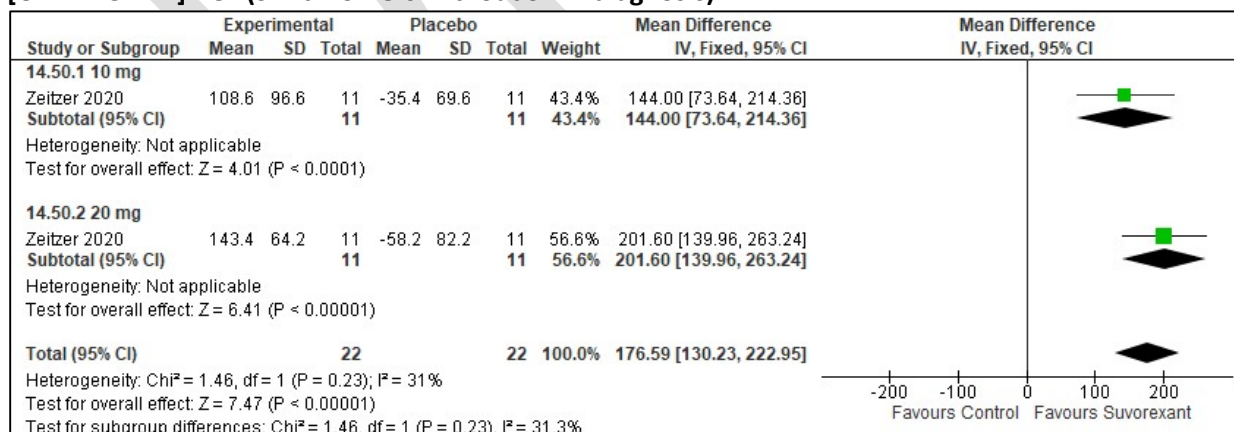 Experimental Placebo Mean Difference Mean Difference
Study or Subgroup Mean SD Total Mean SD Total Weight IV, Fixed, 95% CI IV, Fixed, 95% CI
14.50.1 10 mg
Zeitzer 2020 108.6 96.6 11 -35.4 69.6 11 43.4% 144.00 [73.64, 214.36]
Subtotal (95% CI) 11 11 43.4% 144.00 [73.64, 214.36]
Heterogeneity: Not applicable
Test for overall effect: Z = 4.01 (P < 0.0001)
14.50.2 20 mg
Zeitzer 2020 143.4 64.2 11 -58.2 82.2 11 56.6% 201.60 [139.96, 263.24]
Subtotal (95% CI) 11 11 56.6% 201.60 [139.96, 263.24]
Heterogeneity: Not applicable
Test for overall effect: Z = 6.41 (P < 0.00001)
Total (95% CI) 22 22 100.0% 176.59 [130.23, 222.95]
Heterogeneity: Chi² = 1.46, df = 1 (P = 0.23); I² = 31%
Test for overall effect: Z = 7.47 (P < 0.00001)
Test for subgroup differences: Chi² = 1.46, df = 1 (P = 0.23), I² = 31.3%
-200 -100 0 100 200
Favours Control Favours Suvorexant